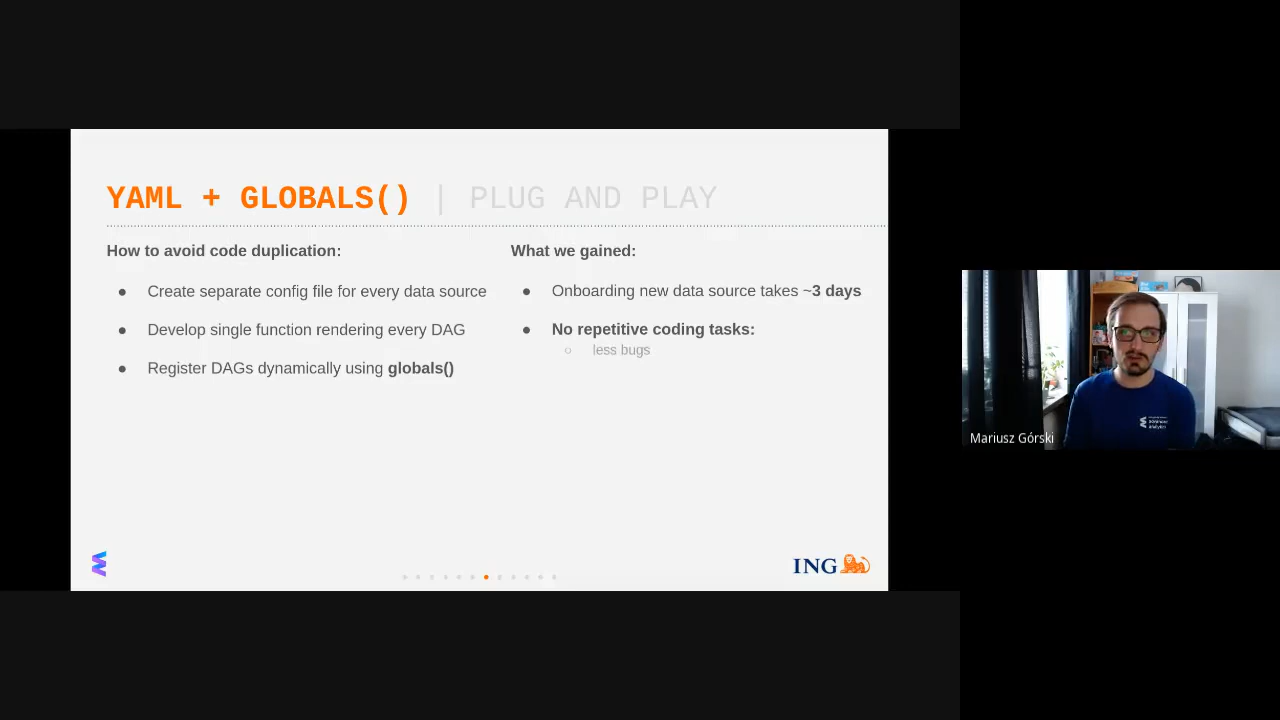 YAML + GLOBALS() | PLUG AND PLAY
How to avoid code duplication:
● Create separate config file for every data source
● Develop single function rendering every DAG
● Register DAGs dynamically using globals()
What we gained:
● Onboarding new data source takes ~3 days
● No repetitive coding tasks:
○ less bugs
ING
Mariusz Górski